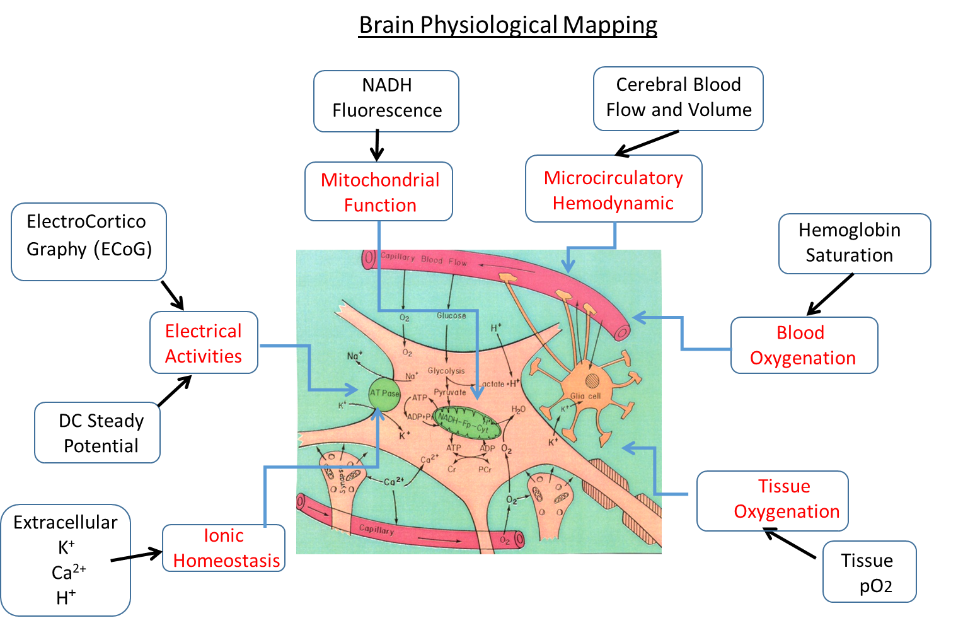 Brain Physiological Mapping
NADH
Fluorescence
Cerebral Blood
Flow and Volume
Mitochondrial
Function
Microcirculatory
Hemodynamic
ElectroCortico
Graphy (ECoG)
Hemoglobin
Saturation
Electrical
Activities
Blood
Oxygenation
DC Steady
Potential
Extracellular
K⁺
Ca²⁺
H⁺
Ionic
Homeostasis
Tissue
Oxygenation
Tissue
pO2
Capillary Blood Flow
O₂
Glucose
H⁺
O₂
Na⁺
Na⁺
Glycolysis
Lactate + H⁺
Pyruvate
Glia cell
K⁺
ATPase
K⁺
ATP
ADP+Pi
H₂O
NADH-Fp-Cyt
K⁺
K⁺
ATP
ADP
O₂
Ca²⁺
Cr
PCr
Ca²⁺
O₂
Capillary
O₂